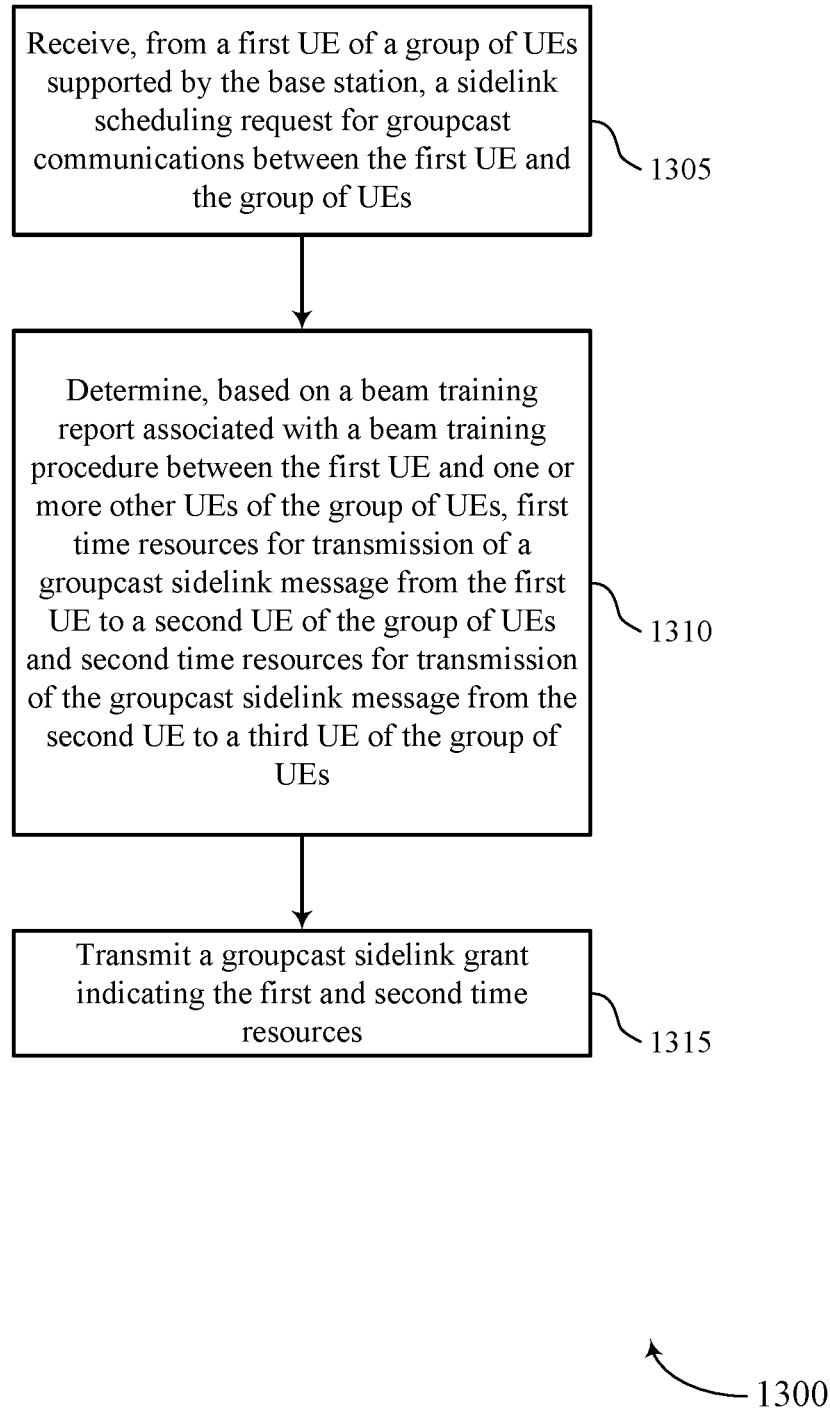 Receive, from a first UE of a group of UEs
supported by the base station, a sidelink
scheduling request for groupcast
communications between the first UE and
the group of UEs
1305
Determine, based on a beam training
report associated with a beam training
procedure between the first UE and one or
more other UEs of the group of UEs, first
time resources for transmission of a
groupcast sidelink message from the first
UE to a second UE of the group of UEs
and second time resources for transmission
of the groupcast sidelink message from the
second UE to a third UE of the group of
UEs
1310
Transmit a groupcast sidelink grant
indicating the first and second time
resources
1315
1300